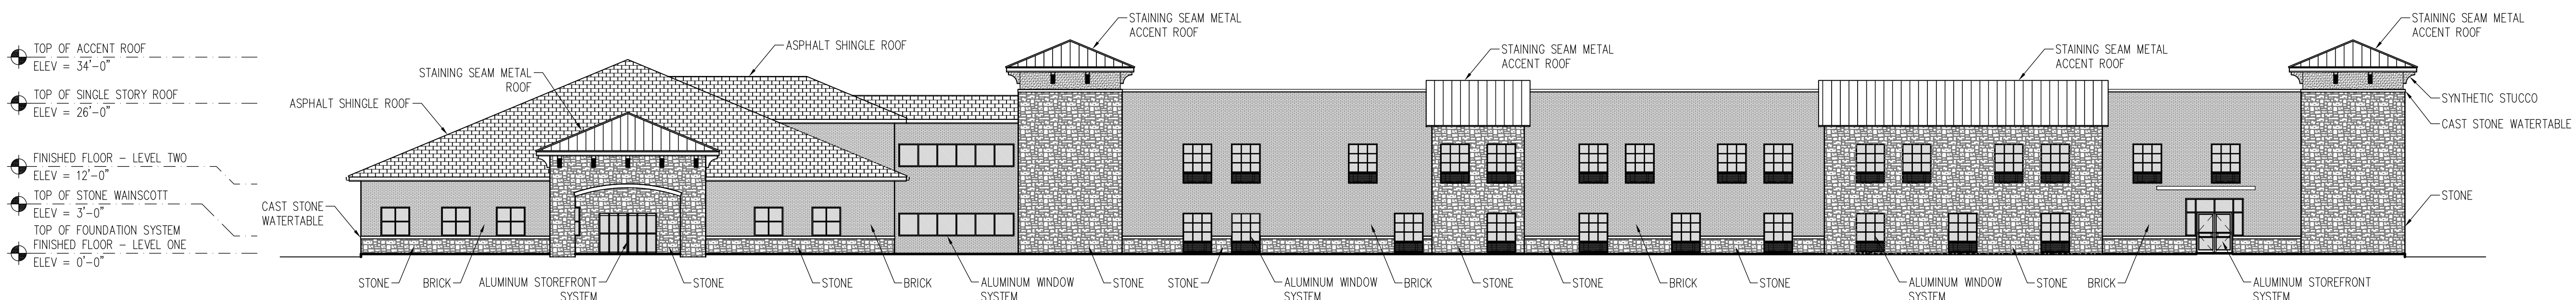 TOP OF ACCENT ROOF
ELEV = 34'-0"
TOP OF SINGLE STORY ROOF
ELEV = 26'-0"
FINISHED FLOOR - LEVEL TWO
ELEV = 12'-0"
TOP OF STONE WAINSCOTT
ELEV = 3'-0"
TOP OF FOUNDATION SYSTEM
FINISHED FLOOR - LEVEL ONE
ELEV = 0'-0"
ASPHALT SHINGLE ROOF
STAINING SEAM METAL
ROOF
ASPHALT SHINGLE ROOF
STAINING SEAM METAL
ACCENT ROOF
STAINING SEAM METAL
ACCENT ROOF
STAINING SEAM METAL
ACCENT ROOF
STAINING SEAM METAL
ACCENT ROOF
SYNTHETIC STUCCO
CAST STONE WATERTABLE
STONE
CAST STONE
WATERTABLE
STONE
BRICK
ALUMINUM STOREFRONT
SYSTEM
STONE
STONE
BRICK
ALUMINUM WINDOW
SYSTEM
STONE
STONE
ALUMINUM WINDOW
SYSTEM
BRICK
STONE
STONE
BRICK
STONE
ALUMINUM WINDOW
SYSTEM
STONE
BRICK
ALUMINUM STOREFRONT
SYSTEM